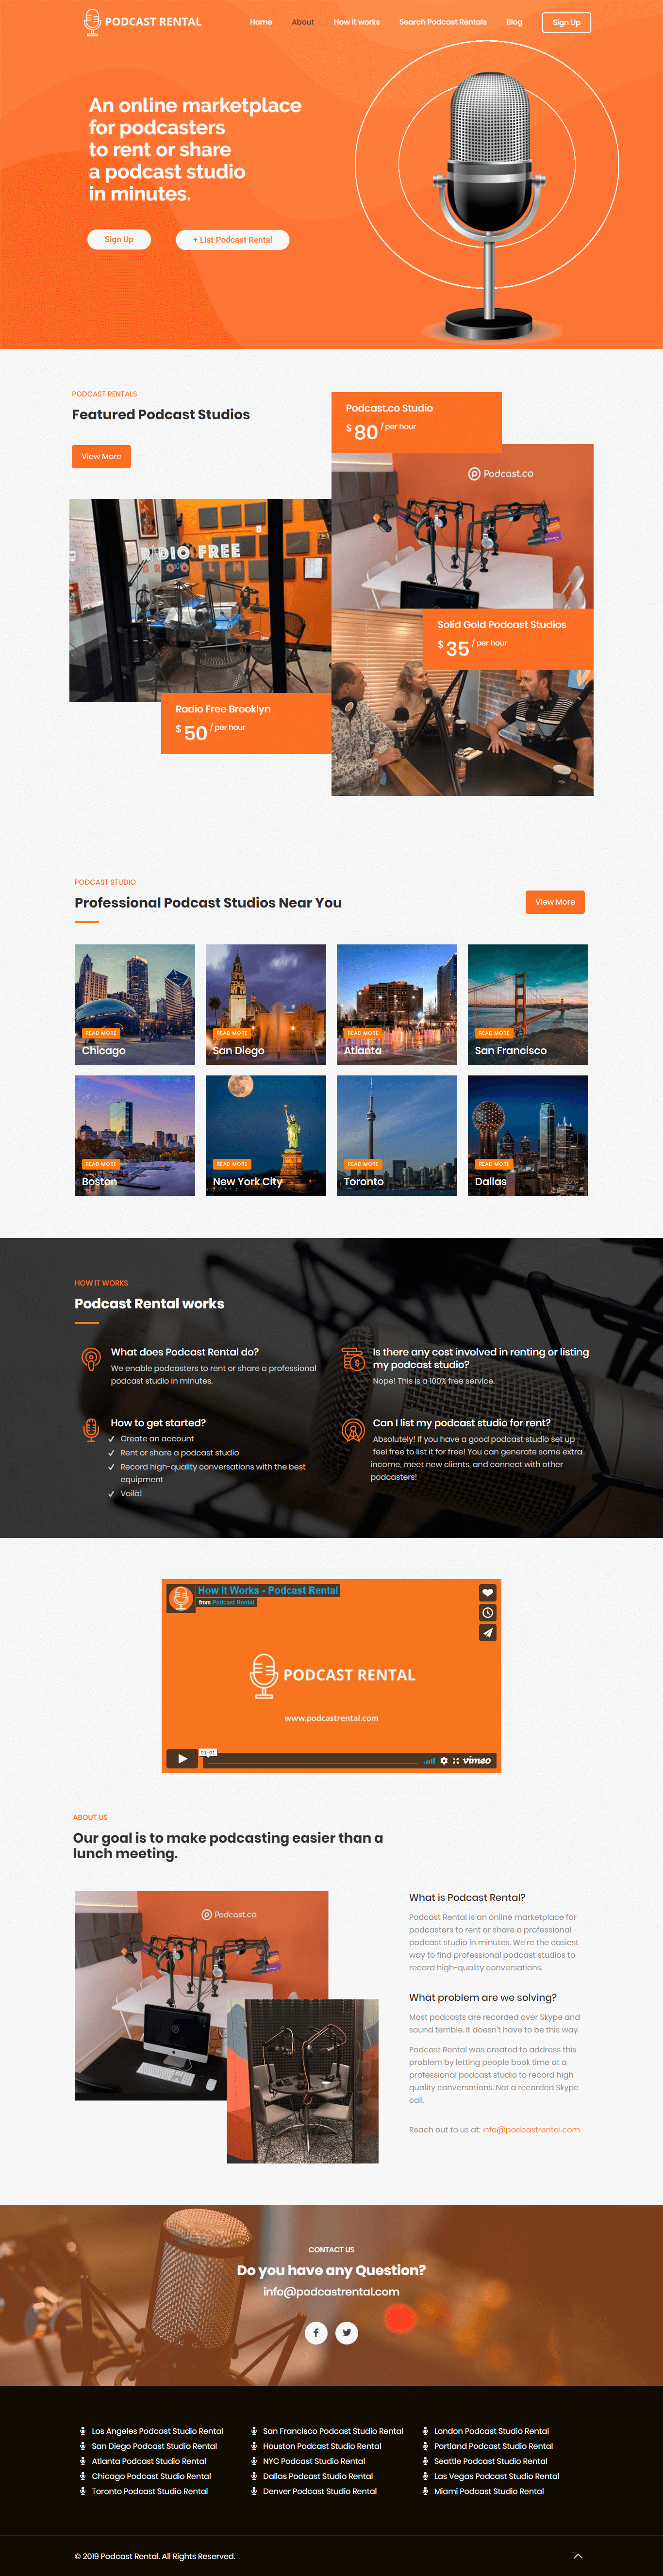 PODCAST RENTAL
Home About How it works Search Podcast Rentals Blog Sign Up
An online marketplace
for podcasters
to rent or share
a podcast studio
in minutes.
Sign Up
+ List Podcast Rental
PODCAST RENTALS
Featured Podcast Studios
View More
Podcast.co Studio
$ 80 / per hour
Podcast.co
RADIO FREE
BROOKLYN
Solid Gold Podcast Studios
$ 35 / per hour
Radio Free Brooklyn
$ 50 / per hour
PODCAST STUDIO
Professional Podcast Studios Near You
View More
READ MORE
Chicago
READ MORE
San Diego
READ MORE
Atlanta
READ MORE
San Francisco
READ MORE
Boston
READ MORE
New York City
READ MORE
Toronto
READ MORE
Dallas
HOW IT WORKS
Podcast Rental works
What does Podcast Rental do?
We enable podcasters to rent or share a professional
podcast studio in minutes.
Is there any cost involved in renting or listing
my podcast studio?
Nope! This is a 100% free service.
How to get started?
Create an account
Rent or share a podcast studio
Record high-quality conversations with the best
equipment
Voilà!
Can I list my podcast studio for rent?
Absolutely! If you have a good podcast studio set up
feel free to list it for free! You can generate some extra
income, meet new clients, and connect with other
podcasters!
How It Works - Podcast Rental
from Podcast Rental
PODCAST RENTAL
www.podcastrental.com
01:01
vimeo
ABOUT US
Our goal is to make podcasting easier than a
lunch meeting.
Podcast.co
What is Podcast Rental?
Podcast Rental is an online marketplace for
podcasters to rent or share a professional
podcast studio in minutes. We're the easiest
way to find professional podcast studios to
record high-quality conversations.
What problem are we solving?
Most podcasts are recorded over Skype and
sound terrible. It doesn't have to be this way.
Podcast Rental was created to address this
problem by letting people book time at a
professional podcast studio to record high
quality conversations. Not a recorded Skype
call.
Reach out to us at: info@podcastrental.com
CONTACT US
Do you have any Question?
info@podcastrental.com
Los Angeles Podcast Studio Rental
San Diego Podcast Studio Rental
Atlanta Podcast Studio Rental
Chicago Podcast Studio Rental
Toronto Podcast Studio Rental
San Francisco Podcast Studio Rental
Houston Podcast Studio Rental
NYC Podcast Studio Rental
Dallas Podcast Studio Rental
Denver Podcast Studio Rental
London Podcast Studio Rental
Portland Podcast Studio Rental
Seattle Podcast Studio Rental
Las Vegas Podcast Studio Rental
Miami Podcast Studio Rental
© 2019 Podcast Rental. All Rights Reserved.